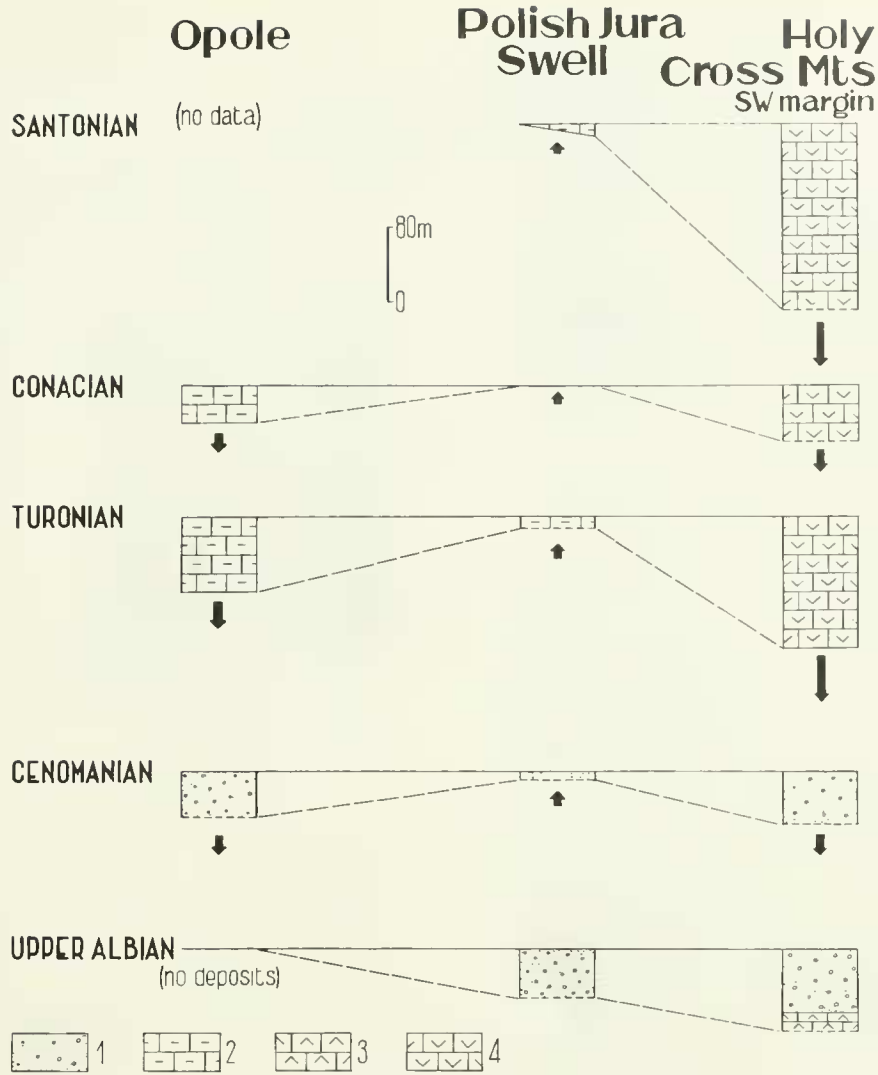 Opole
Polish Jura
Swell
Holy
Cross Mts
SW margin
SANTONIAN
(no data)
80m
0
CONACIAN
TURONIAN
CENOMANIAN
UPPER ALBIAN
(no deposits)
1
2
3
4